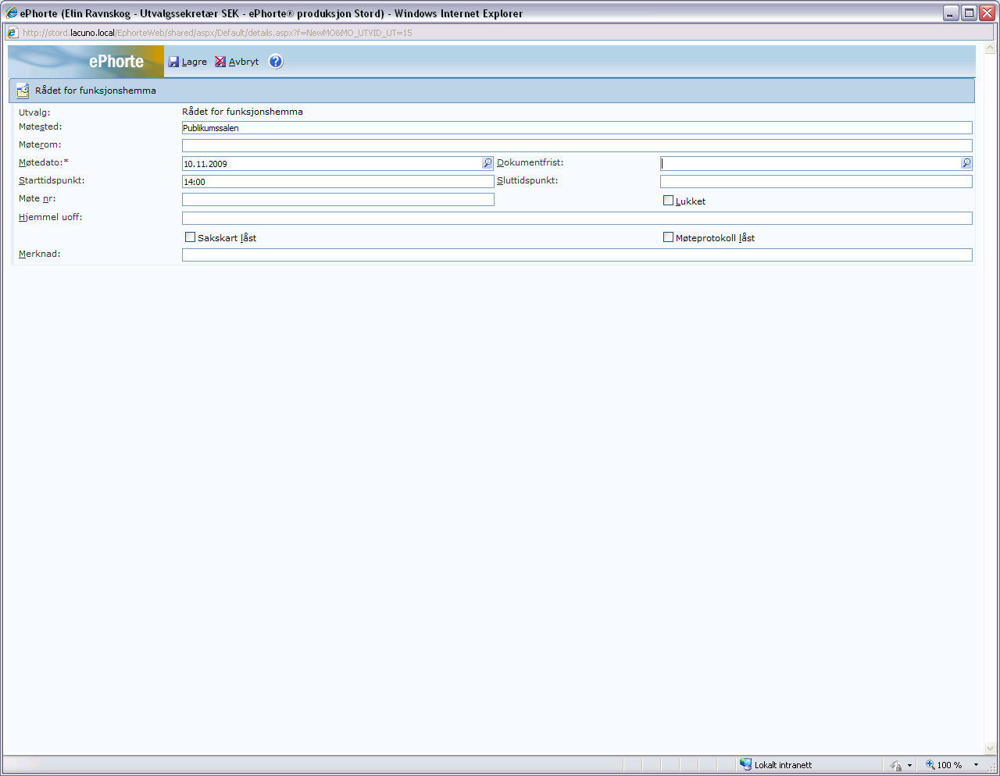 ePhorte (Elin Ravnskog - Utvalgssekretær SEK - ePhorte® produksjon Stord) - Windows Internet Explorer
http://stord.lacuno.local/EphorteWeb/shared/aspx/Default/details.aspx?f=NewMO&MO_UTVID_UT=15
ePhorte Lagre Avbryt ?
Rådet for funksjonshemma
Utvalg: Rådet for funksjonshemma
Møtested: Publikumssalen
Møterom:
Møtedato:* 10.11.2009 Dokumentfrist:
Starttidspunkt: 14:00 Sluttidspunkt:
Møte nr: Lukket
Hjemmel uoff:
Sakskart låst Møteprotokoll låst
Merknad:
Lokalt intranett 100 %